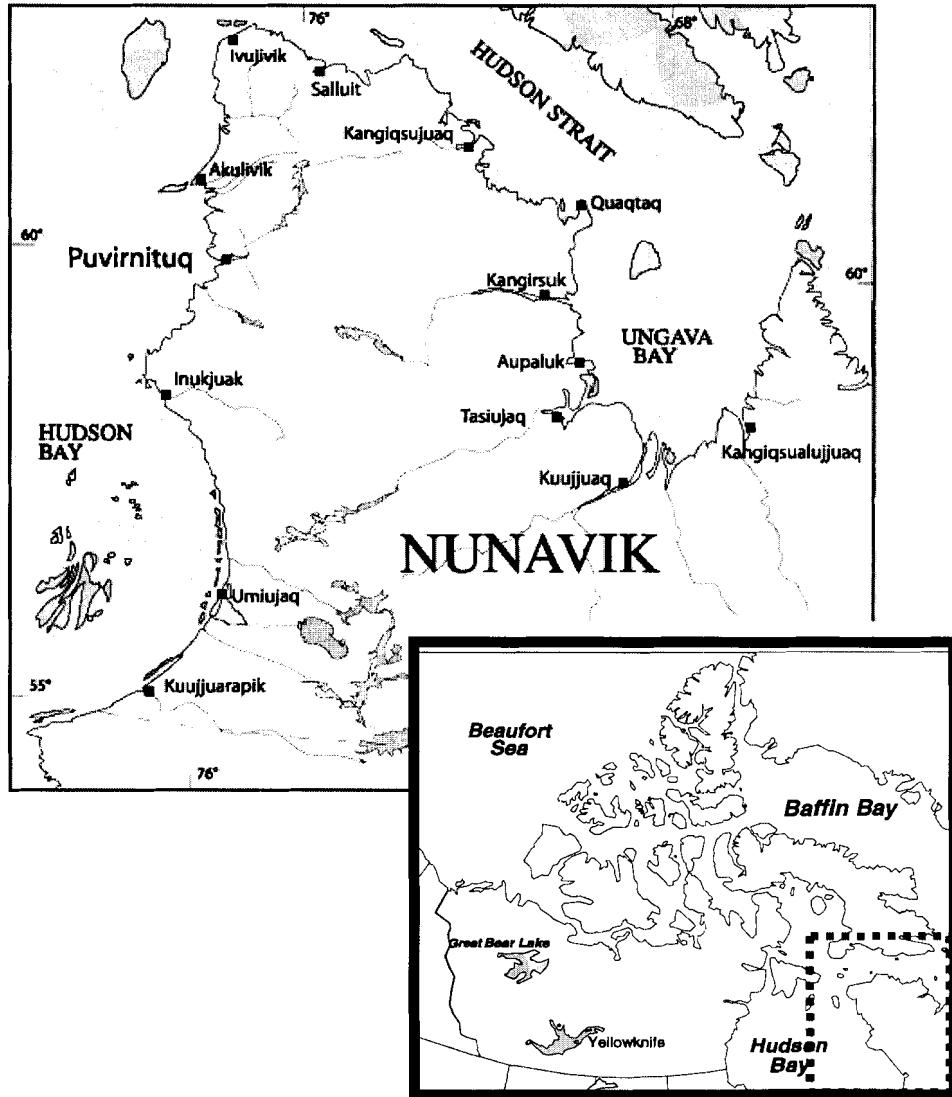 76°
68°
Ivujivik
Salluit
HUDSON STRAIT
Kangiqsujuaq
Akulivik
Quaqtaq
60°
Puvirnituq
Kangirsuk
60°
UNGAVA
BAY
Aupaluk
Inukjuak
Tasiujaq
HUDSON
BAY
Kangiqsualujjuaq
Kuujjuaq
NUNAVIK
Umiujaq
55°
Kuujjuarapik
76°
Beaufort
Sea
Baffin Bay
Great Bear Lake
Yellowknife
Hudson
Bay